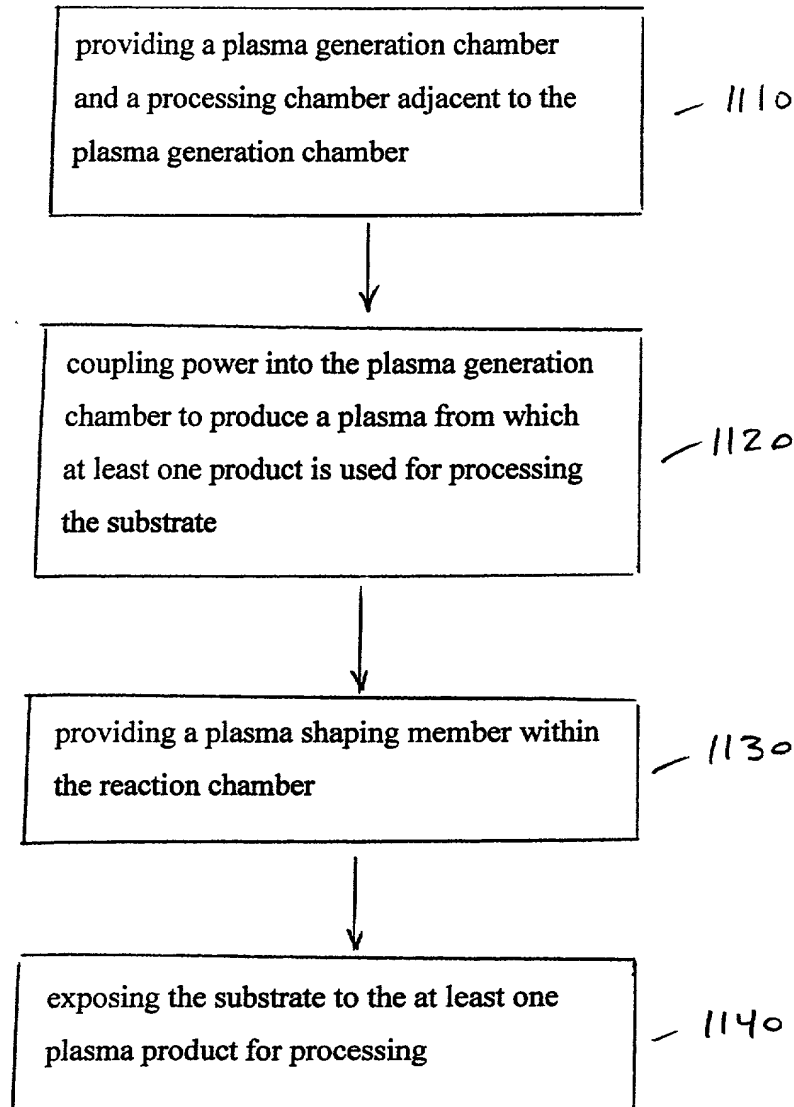 providing a plasma generation chamber
and a processing chamber adjacent to the
plasma generation chamber
1110
coupling power into the plasma generation
chamber to produce a plasma from which
at least one product is used for processing
the substrate
1120
providing a plasma shaping member within
the reaction chamber
1130
exposing the substrate to the at least one
plasma product for processing
1140